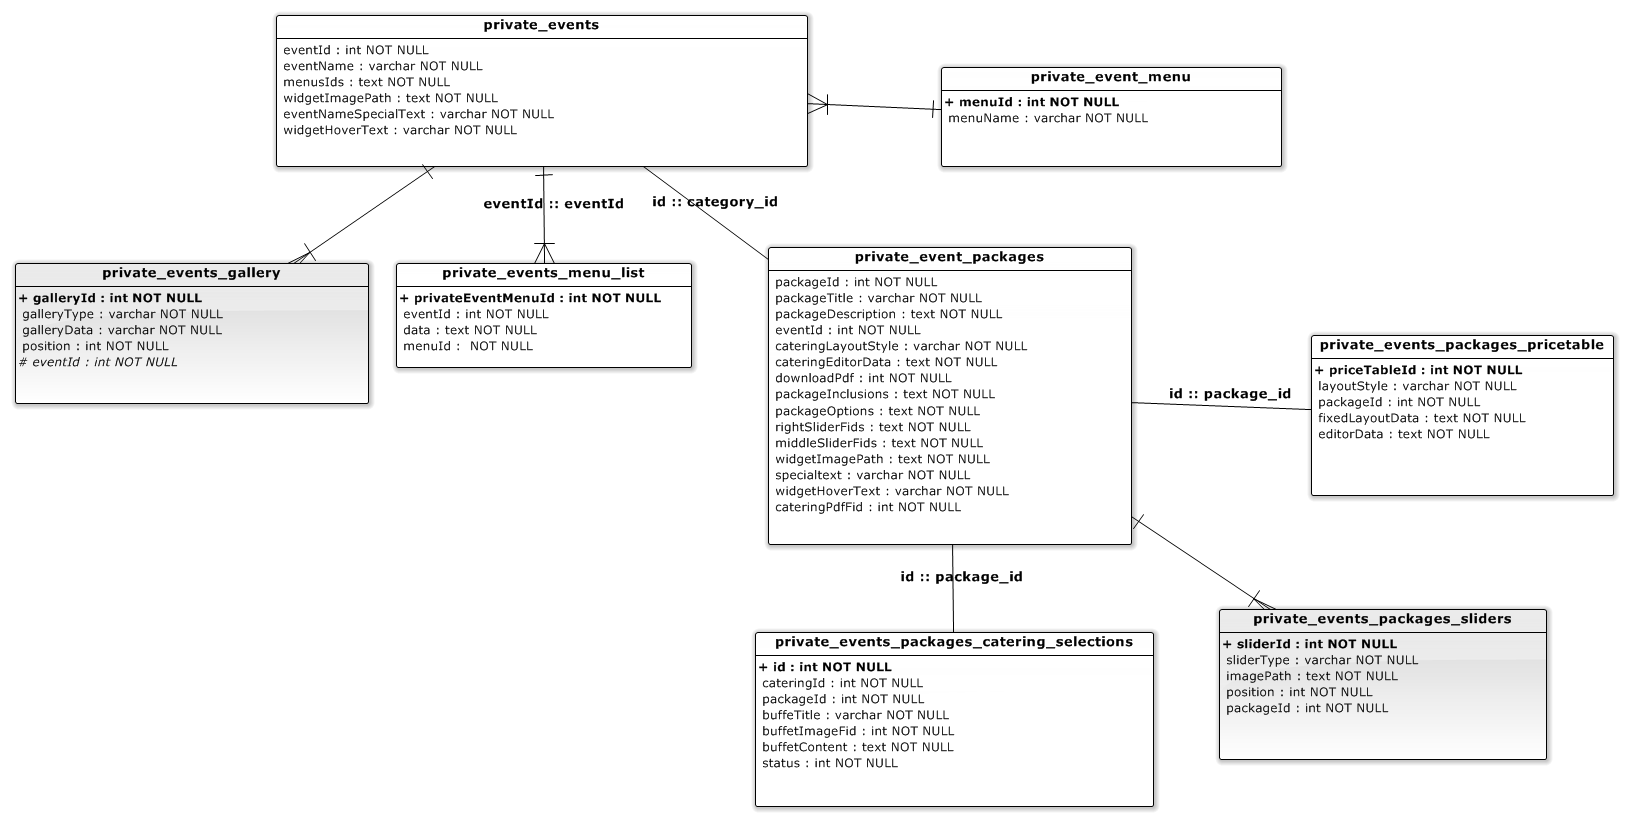 private_events
eventId : int NOT NULL
eventName : varchar NOT NULL
menusIds : text NOT NULL
widgetImagePath : text NOT NULL
eventNameSpecialText : varchar NOT NULL
widgetHoverText : varchar NOT NULL
private_event_menu
+ menuId : int NOT NULL
menuName : varchar NOT NULL
eventId :: eventId
id :: category_id
private_events_gallery
+ galleryId : int NOT NULL
galleryType : varchar NOT NULL
galleryData : varchar NOT NULL
position : int NOT NULL
# eventId : int NOT NULL
private_events_menu_list
+ privateEventMenuId : int NOT NULL
eventId : int NOT NULL
data : text NOT NULL
menuId :  NOT NULL
private_event_packages
packageId : int NOT NULL
packageTitle : varchar NOT NULL
packageDescription : text NOT NULL
eventId : int NOT NULL
cateringLayoutStyle : varchar NOT NULL
cateringEditorData : text NOT NULL
downloadPdf : int NOT NULL
packageInclusions : text NOT NULL
packageOptions : text NOT NULL
rightSliderFids : text NOT NULL
middleSliderFids : text NOT NULL
widgetImagePath : text NOT NULL
specialtext : varchar NOT NULL
widgetHoverText : varchar NOT NULL
cateringPdfFid : int NOT NULL
id :: package_id
private_events_packages_pricetable
+ priceTableId : int NOT NULL
layoutStyle : varchar NOT NULL
packageId : int NOT NULL
fixedLayoutData : text NOT NULL
editorData : text NOT NULL
id :: package_id
private_events_packages_catering_selections
+ id : int NOT NULL
cateringId : int NOT NULL
packageId : int NOT NULL
buffeTitle : varchar NOT NULL
buffetImageFid : int NOT NULL
buffetContent : text NOT NULL
status : int NOT NULL
private_events_packages_sliders
+ sliderId : int NOT NULL
sliderType : varchar NOT NULL
imagePath : text NOT NULL
position : int NOT NULL
packageId : int NOT NULL